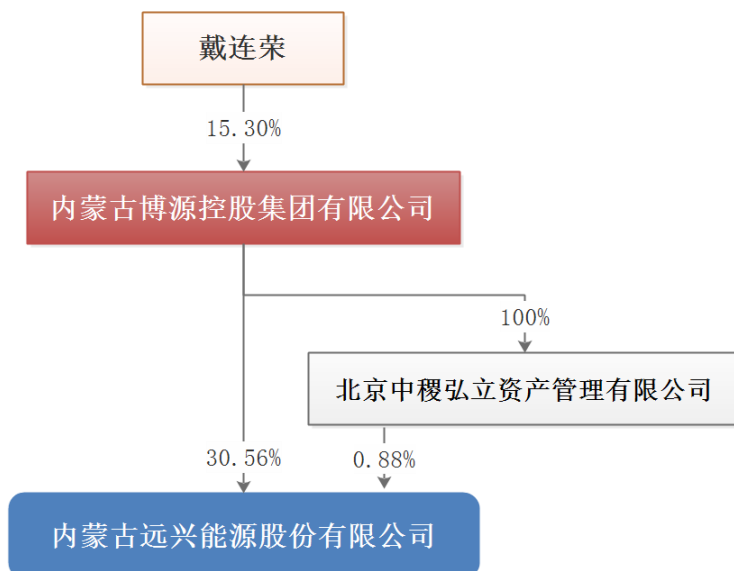 戴连荣
15.30%
内蒙古博源控股集团有限公司
100%
北京中稷弘立资产管理有限公司
30.56%
0.88%
内蒙古远兴能源股份有限公司